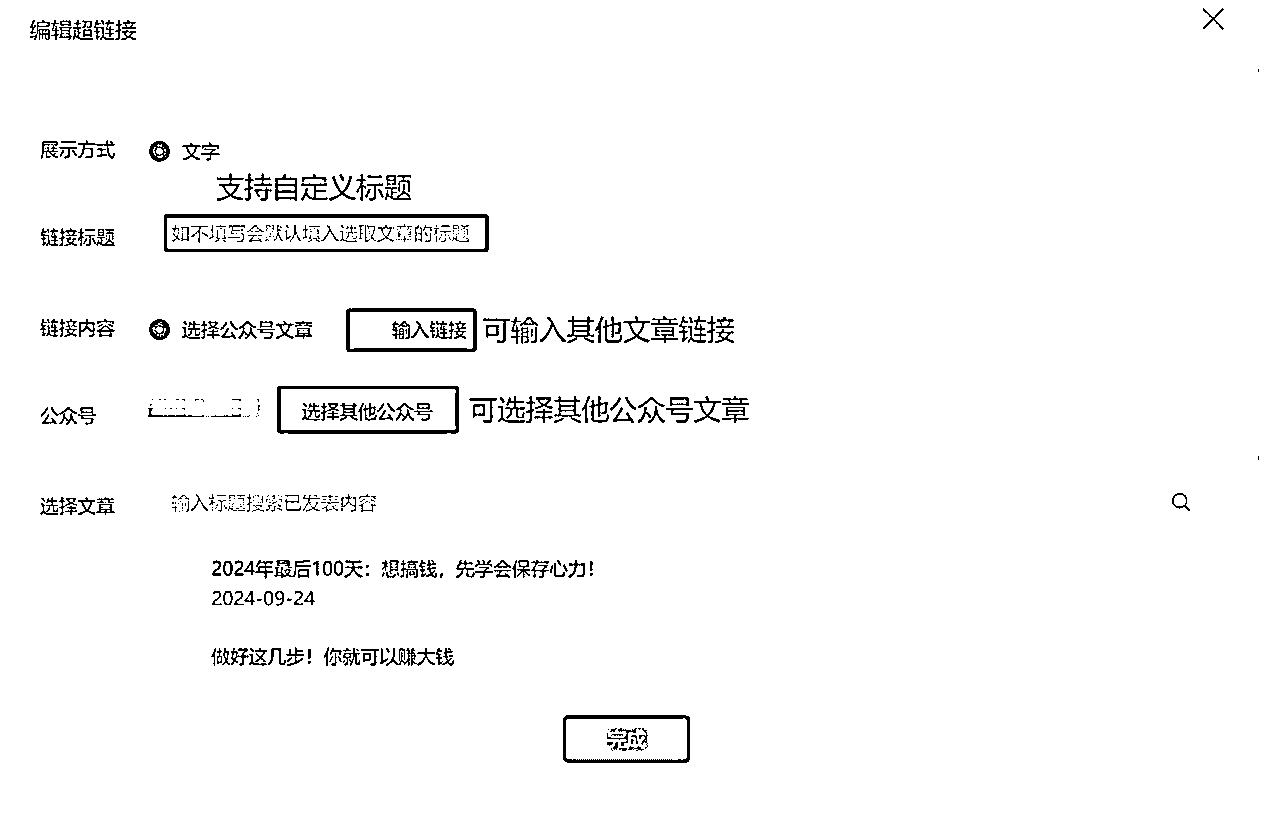 编辑超链接
展示方式 文字
支持自定义标题
链接标题 如不填写会默认填入选取文章的标题
链接内容 选择公众号文章 输入链接 可输入其他文章链接
公众号 选择其他公众号 可选择其他公众号文章
选择文章 输入标题搜索已发表内容
2024年最后100天：想搞钱，先学会保存心力！
2024-09-24
做好这几步！你就可以赚大钱
完成